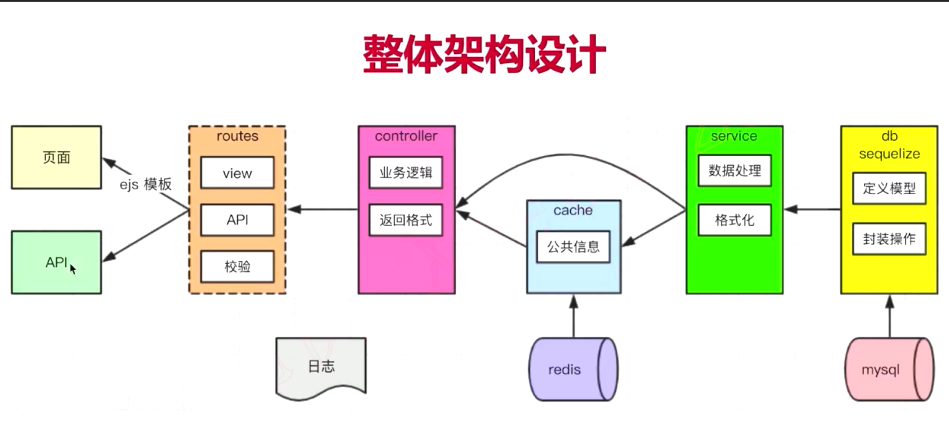 整体架构设计
页面
ejs 模板
API
routes
view
API
校验
controller
业务逻辑
返回格式
cache
公共信息
service
数据处理
格式化
db
sequelize
定义模型
封装操作
日志
redis
mysql